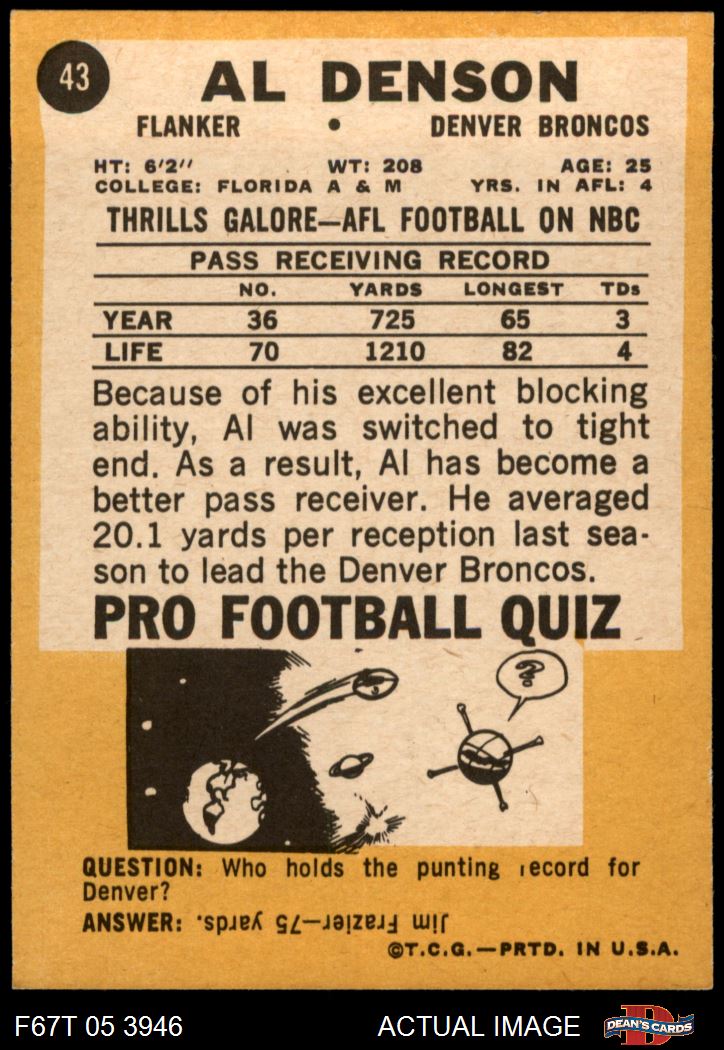 43
AL DENSON
FLANKER • DENVER BRONCOS
HT: 6'2'' WT: 208 AGE: 25
COLLEGE: FLORIDA A & M YRS. IN AFL: 4
THRILLS GALORE—AFL FOOTBALL ON NBC
PASS RECEIVING RECORD
NO. YARDS LONGEST TDs
YEAR 36 725 65 3
LIFE 70 1210 82 4
Because of his excellent blocking
ability, Al was switched to tight
end. As a result, Al has become a
better pass receiver. He averaged
20.1 yards per reception last sea-
son to lead the Denver Broncos.
PRO FOOTBALL QUIZ
?
QUESTION: Who holds the punting record for
Denver?
ANSWER: Jim Frazier—75 yards.
©T.C.G.—PRTD. IN U.S.A.
F67T 05 3946 ACTUAL IMAGE D DEAN'S CARDS